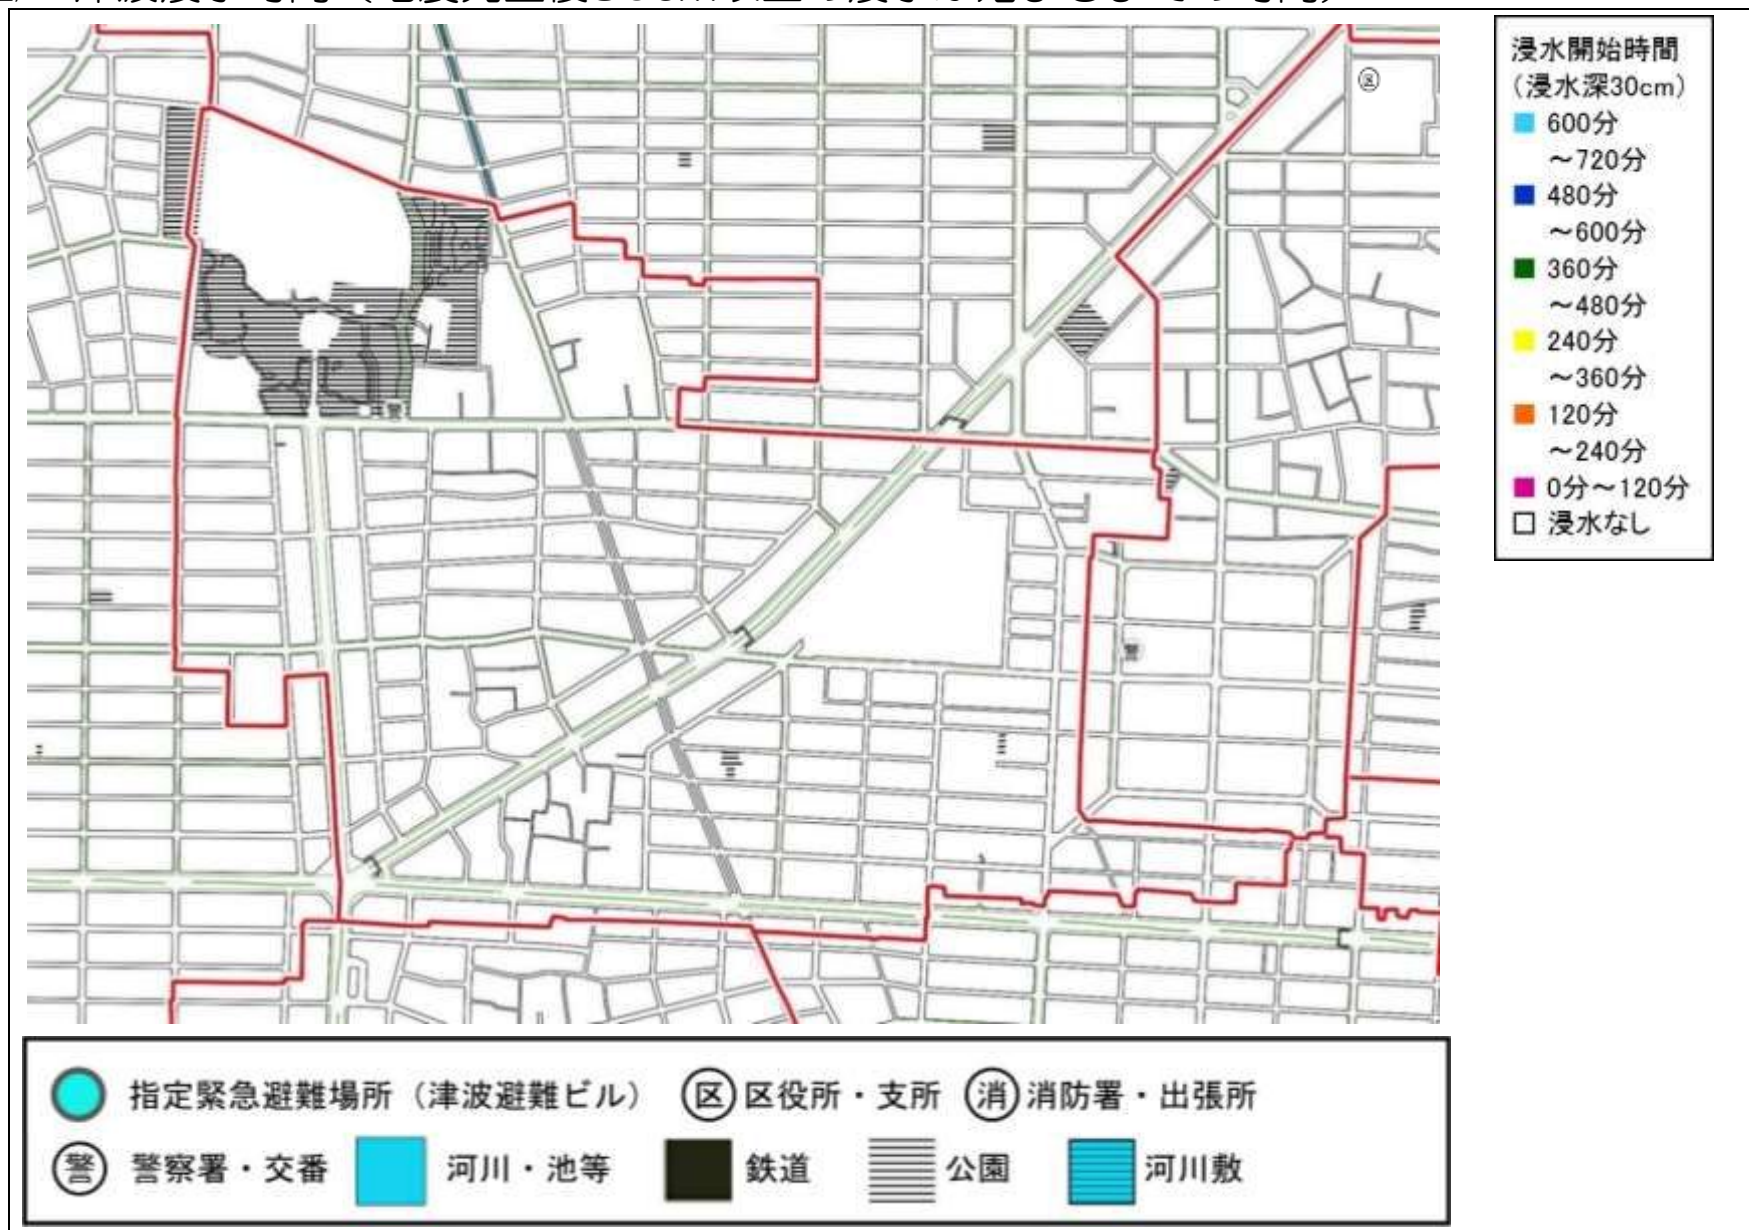 浸水開始時間
（浸水深30cm）
600分
～720分
480分
～600分
360分
～480分
240分
～360分
120分
～240分
0分～120分
浸水なし
区
指定緊急避難場所（津波避難ビル） 区 区役所・支所 消 消防署・出張所
警 警察署・交番 河川・池等 鉄道 公園 河川敷